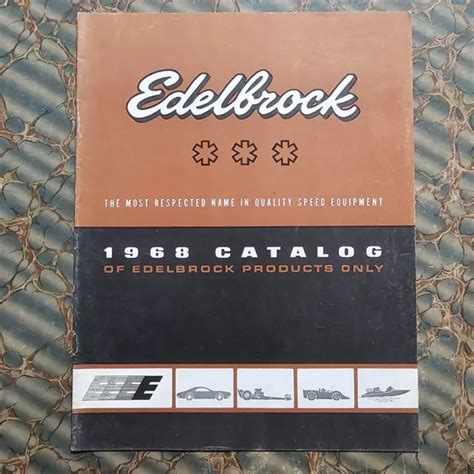 Edelbrock
* * *
THE MOST RESPECTED NAME IN QUALITY SPEED EQUIPMENT
1968 CATALOG
OF EDELBROCK PRODUCTS ONLY
E